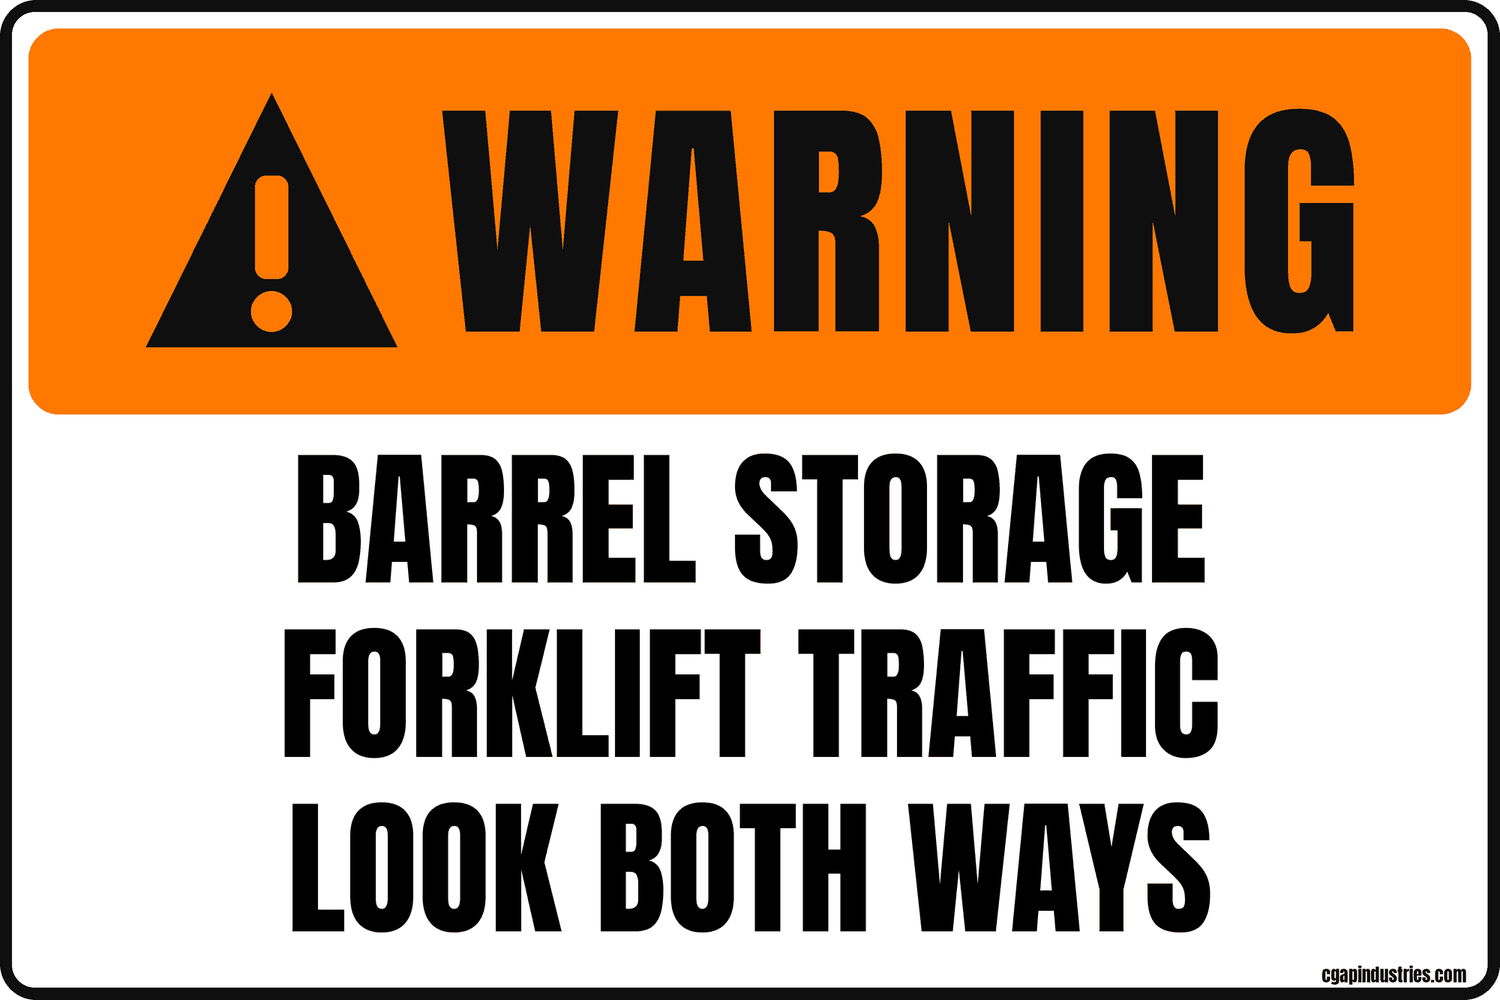 WARNING
BARREL STORAGE
FORKLIFT TRAFFIC
LOOK BOTH WAYS
cgapindustries.com